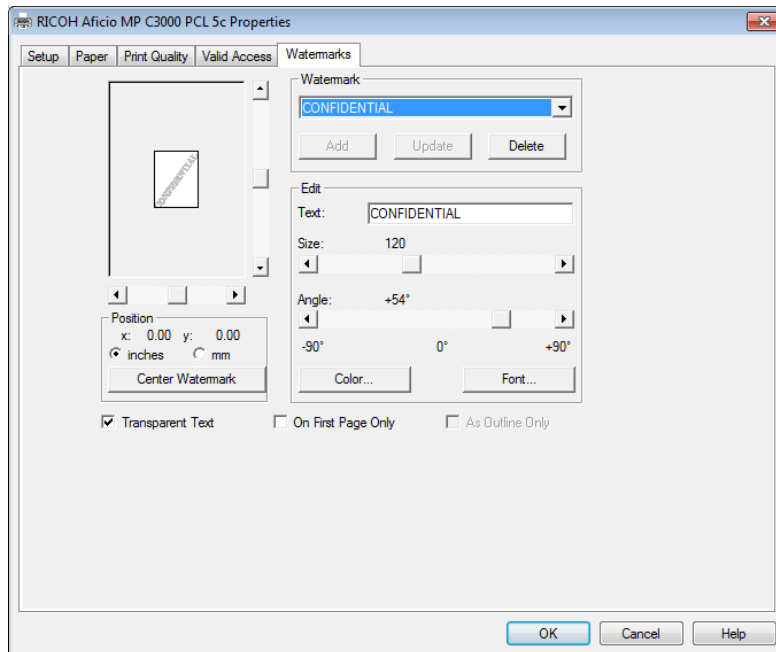 RICOH Aficio MP C3000 PCL 5c Properties
Setup Paper Print Quality Valid Access Watermarks
Watermark
CONFIDENTIAL
Add Update Delete
CONFIDENTIAL
Edit
Text: CONFIDENTIAL
Size: 120
Angle: +54°
-90° 0° +90°
Color... Font...
Position
x: 0.00 y: 0.00
inches mm
Center Watermark
Transparent Text On First Page Only As Outline Only
OK Cancel Help